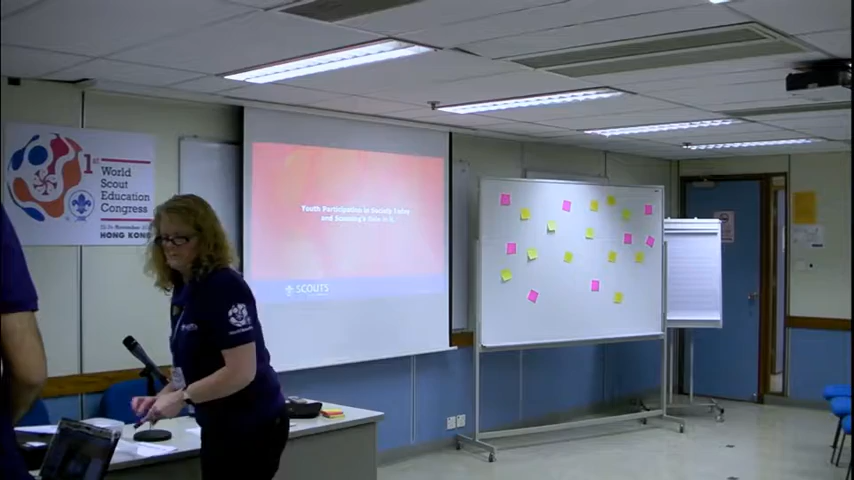 1st World Scout
Education
Congress
HONG KONG
Youth Participation in Society Today
and Scouting's Role in it.
SCOUTS